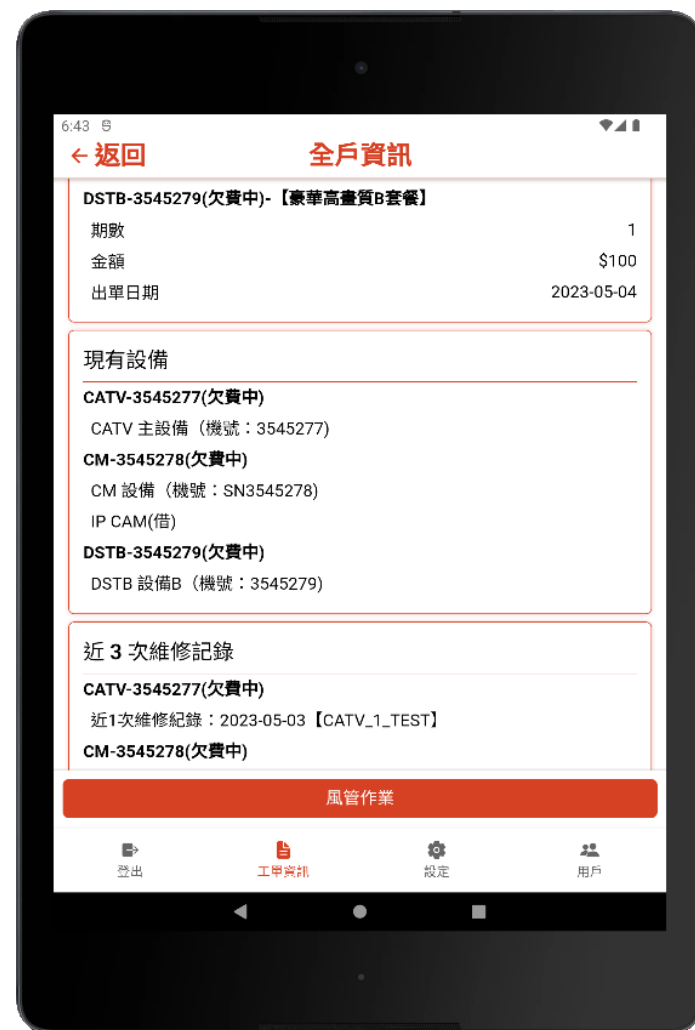 6:43
← 返回 全戶資訊
DSTB-3545279(欠費中)-【豪華高畫質B套餐】
期數 1
金額 $100
出單日期 2023-05-04
現有設備
CATV-3545277(欠費中)
CATV 主設備（機號：3545277)
CM-3545278(欠費中)
CM 設備（機號：SN3545278)
IP CAM(借)
DSTB-3545279(欠費中)
DSTB 設備B（機號：3545279)
近 3 次維修記錄
CATV-3545277(欠費中)
近1次維修紀錄：2023-05-03【CATV_1_TEST】
CM-3545278(欠費中)
風管作業
登出 工單資訊 設定 用戶